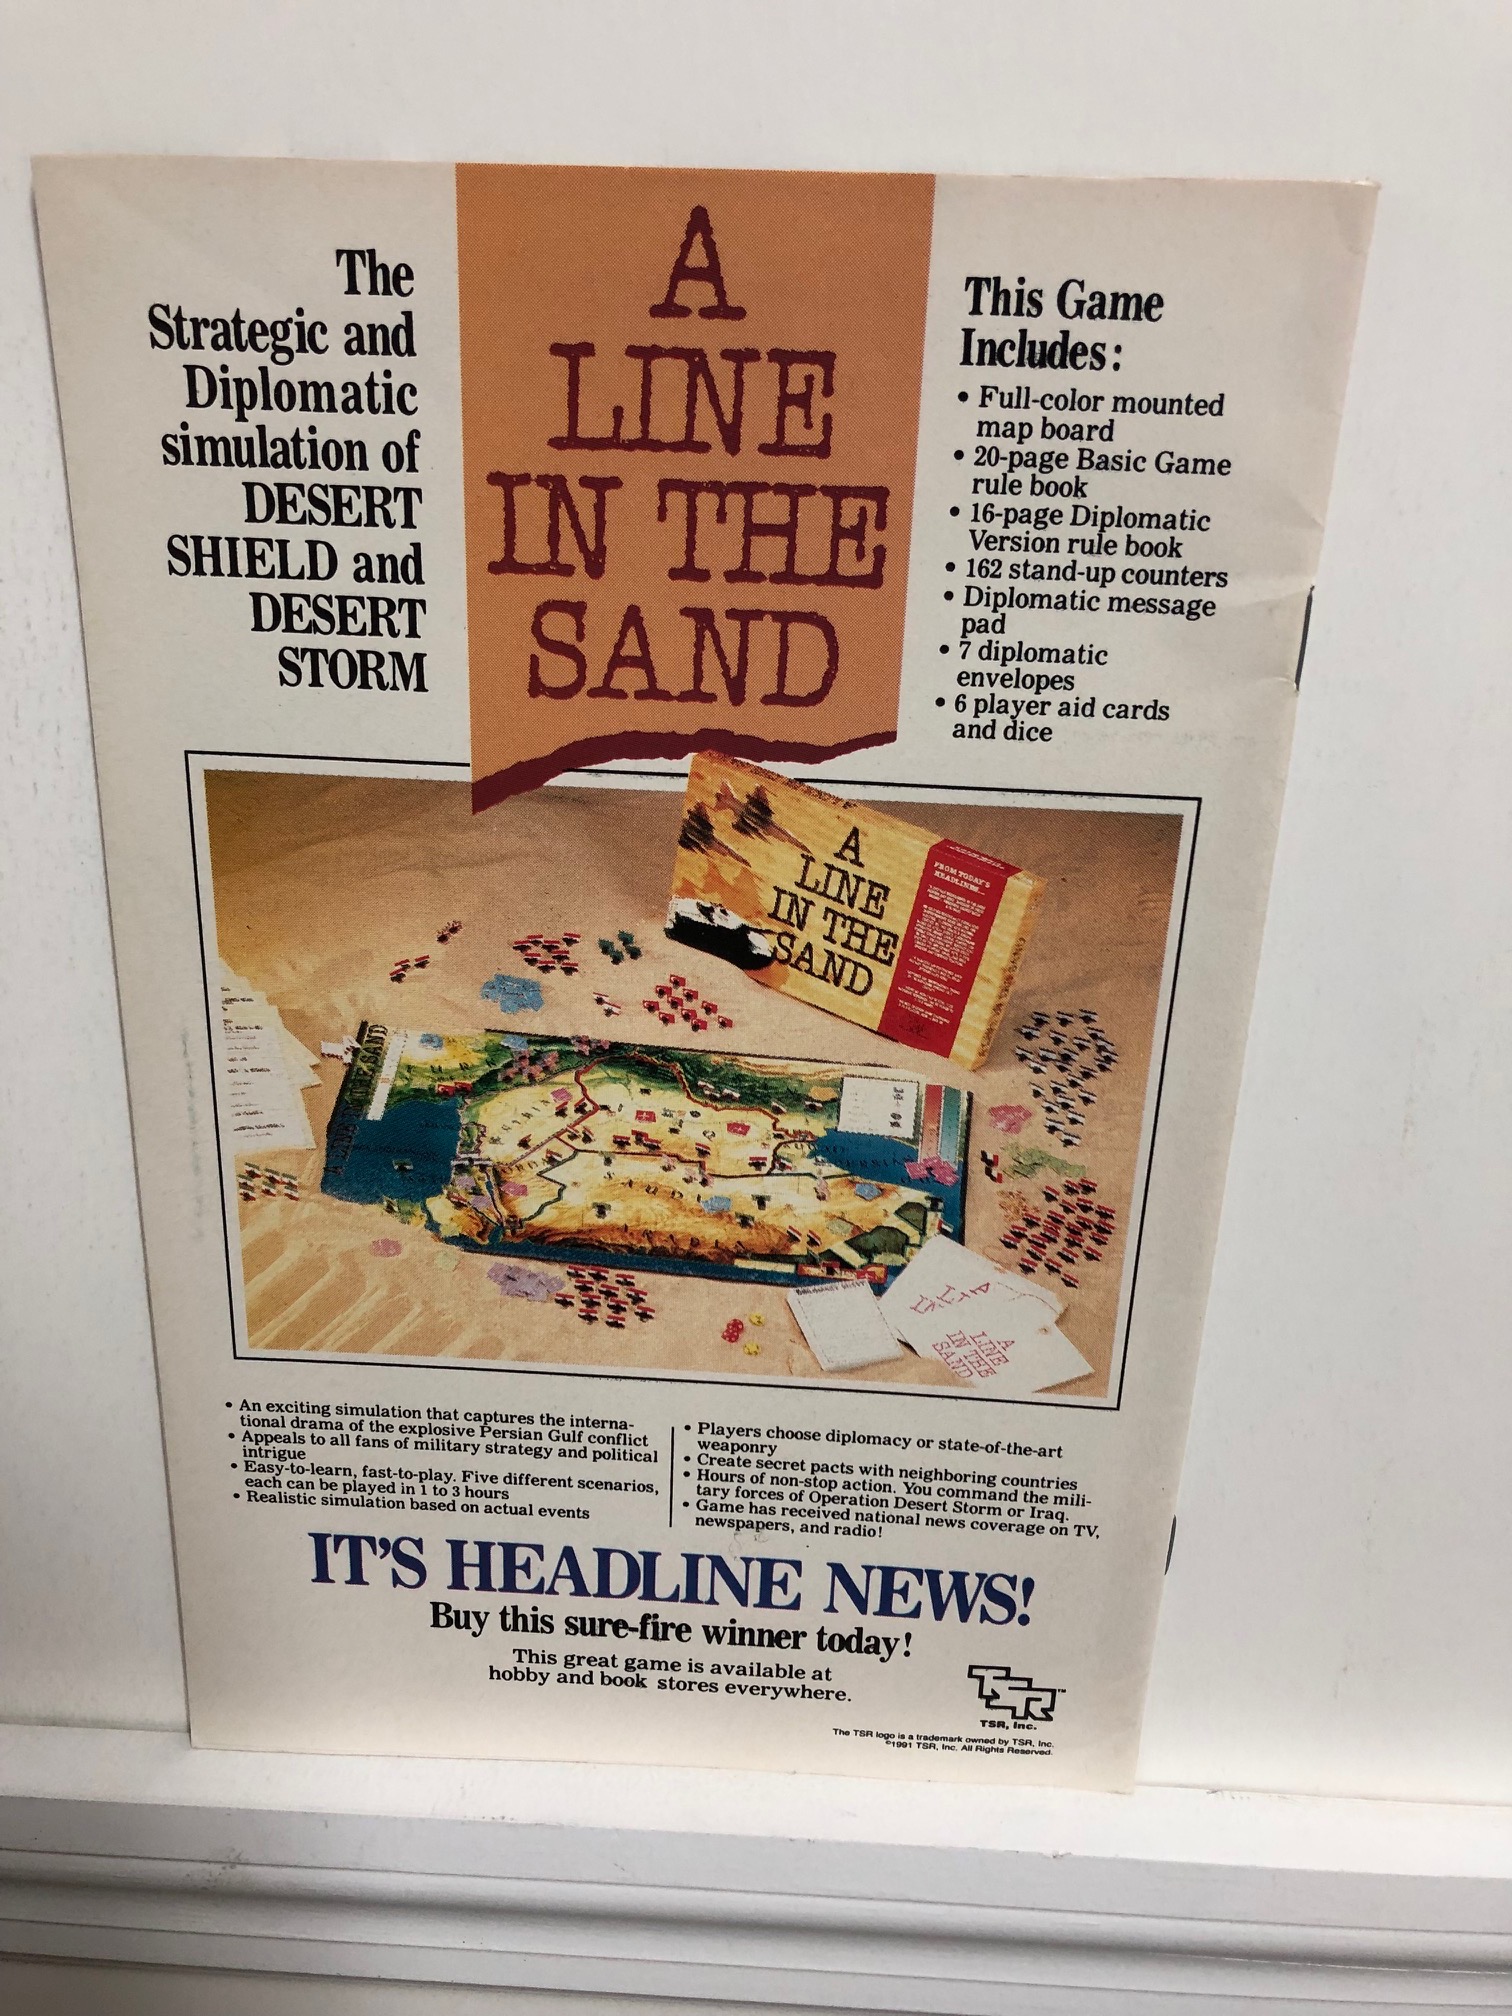 The
Strategic and
Diplomatic
simulation of
DESERT
SHIELD and
DESERT
STORM
A
LINE
IN THE
SAND
This Game
Includes:
• Full-color mounted
map board
• 20-page Basic Game
rule book
• 16-page Diplomatic
Version rule book
• 162 stand-up counters
• Diplomatic message
pad
• 7 diplomatic
envelopes
• 6 player aid cards
and dice
A
LINE
IN THE
SAND
FROM TODAY'S
HEADLINES...
A LINE IN THE SAND
SAUDI
A
LINE
IN THE
SAND
• An exciting simulation that captures the interna-
tional drama of the explosive Persian Gulf conflict
• Appeals to all fans of military strategy and political
intrigue
• Easy-to-learn, fast-to-play. Five different scenarios,
each can be played in 1 to 3 hours
• Realistic simulation based on actual events
• Players choose diplomacy or state-of-the-art
weaponry
• Create secret pacts with neighboring countries
• Hours of non-stop action. You command the mili-
tary forces of Operation Desert Storm or Iraq.
• Game has received national news coverage on TV,
newspapers, and radio!
IT'S HEADLINE NEWS!
Buy this sure-fire winner today!
This great game is available at
hobby and book stores everywhere.
TSR™
TSR, Inc.
The TSR logo is a trademark owned by TSR, Inc.
©1991 TSR, Inc. All Rights Reserved.